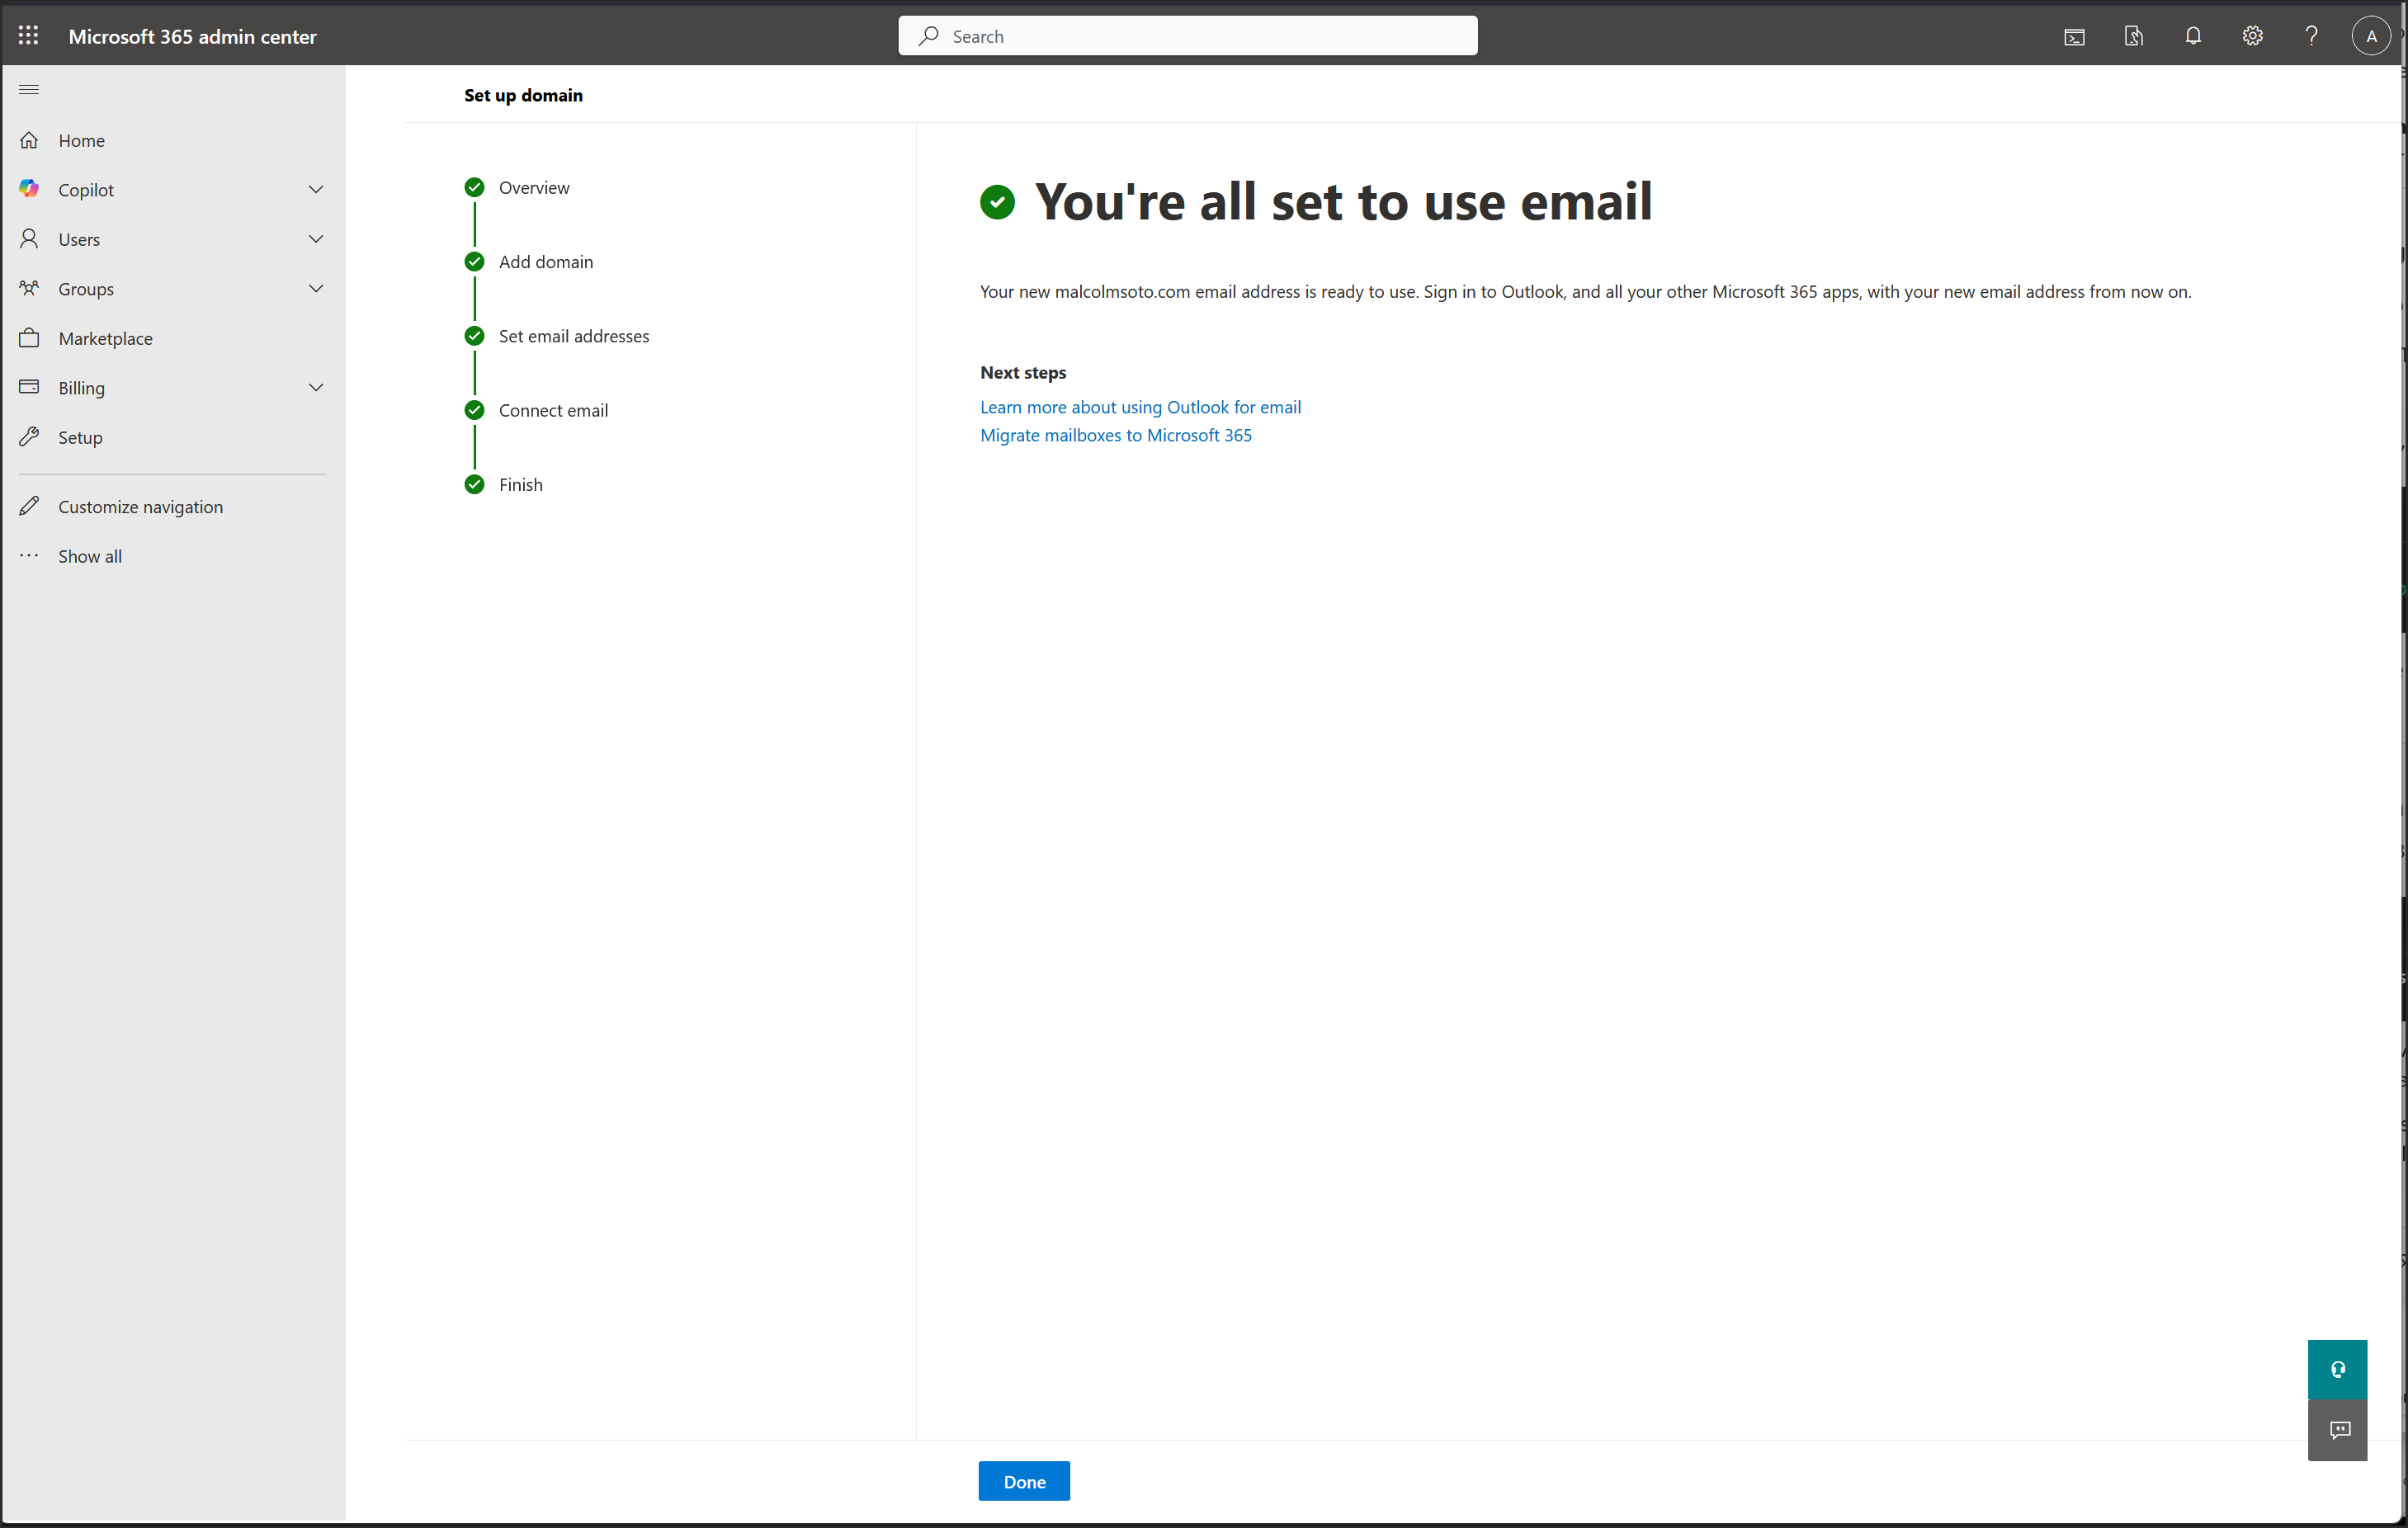 Microsoft 365 admin center
Search
A
Home
Copilot
Users
Groups
Marketplace
Billing
Setup
Customize navigation
Show all
Set up domain
Overview
Add domain
Set email addresses
Connect email
Finish
You're all set to use email
Your new malcolmsoto.com email address is ready to use. Sign in to Outlook, and all your other Microsoft 365 apps, with your new email address from now on.
Next steps
Learn more about using Outlook for email
Migrate mailboxes to Microsoft 365
Done